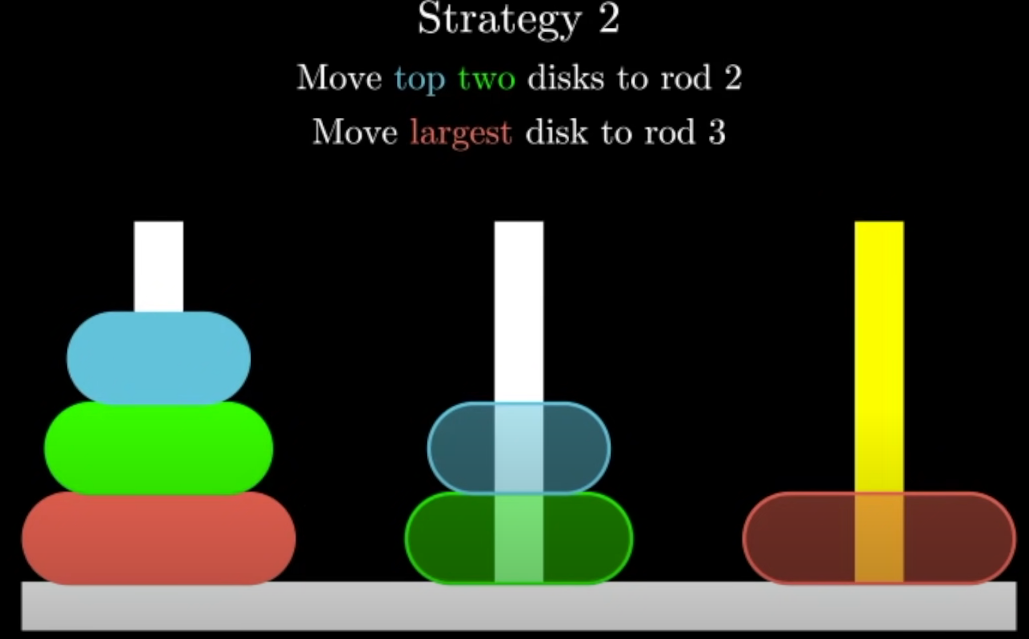 Strategy 2
Move top two disks to rod 2
Move largest disk to rod 3